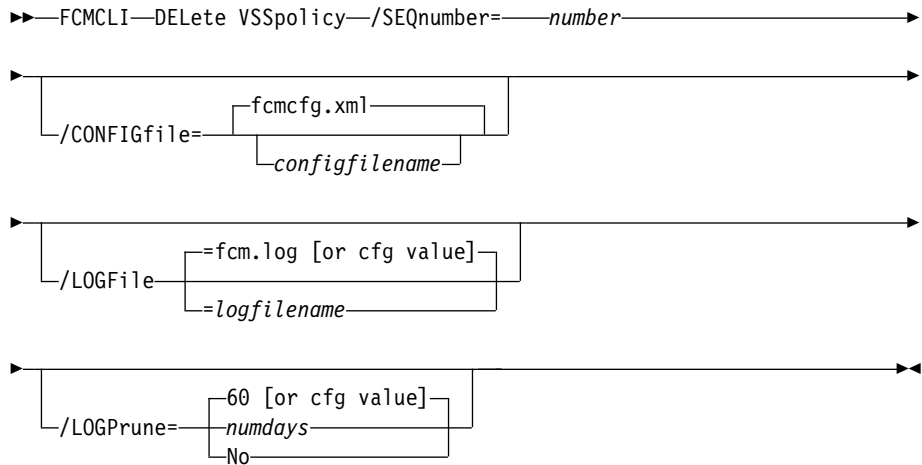 FCMCLI DELete VSSpolicy /SEQnumber= number
fcmcfg.xml
/CONFIGfile=
configfilename
=fcm.log [or cfg value]
/LOGFile
=logfilename
60 [or cfg value]
/LOGPrune= numdays
No